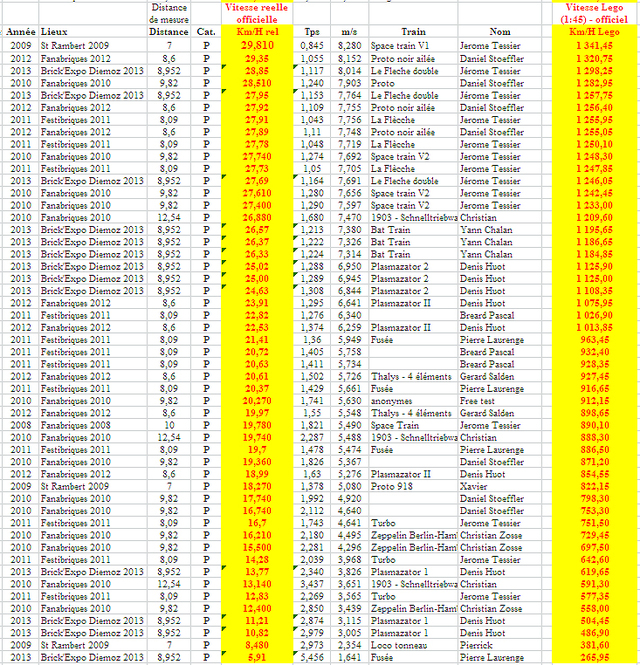 Distance de mesure Vitesse reelle officielle Vitesse Lego (1:45) - officiel
Année Lieux Distance Cat. Km/H rel Tps m/s Train Nom Km/H Lego
2009 St Rambert 2009 7 P 29,810 0,845 8,280 Space train V1 Jerome Tessier 1 341,45
2012 Fanabriques 2012 8,6 P 29,35 1,055 8,152 Proto noir ailée Daniel Stoeffler 1 320,75
2013 Brick'Expo Diemoz 2013 8,952 P 28,85 1,117 8,014 Le Fleche double Jerome Tessier 1 298,25
2010 Fanabriques 2010 9,82 P 28,510 1,240 7,903 Proto Daniel Stoeffler 1 282,95
2013 Brick'Expo Diemoz 2013 8,952 P 27,95 1,153 7,764 Le Fleche double Jerome Tessier 1 257,75
2012 Fanabriques 2012 8,6 P 27,92 1,109 7,755 Proto noir ailée Daniel Stoeffler 1 256,40
2011 Festibriques 2011 8,09 P 27,91 1,043 7,756 La Flècche Jerome Tessier 1 255,95
2012 Fanabriques 2012 8,6 P 27,89 1,11 7,748 Proto noir ailée Daniel Stoeffler 1 255,05
2011 Festibriques 2011 8,09 P 27,78 1,048 7,719 La Flècche Jerome Tessier 1 250,10
2010 Fanabriques 2010 9,82 P 27,740 1,274 7,692 Space train V2 Jerome Tessier 1 248,30
2011 Festibriques 2011 8,09 P 27,73 1,05 7,705 La Flècche Jerome Tessier 1 247,85
2013 Brick'Expo Diemoz 2013 8,952 P 27,69 1,164 7,691 Le Fleche double Jerome Tessier 1 246,05
2010 Fanabriques 2010 9,82 P 27,610 1,280 7,656 Space train V2 Jerome Tessier 1 242,45
2010 Fanabriques 2010 9,82 P 27,400 1,290 7,597 Space train V2 Jerome Tessier 1 233,00
2010 Fanabriques 2010 12,54 P 26,880 1,680 7,470 1903 - Schnelltriebwa Christian 1 209,60
2013 Brick'Expo Diemoz 2013 8,952 P 26,57 1,213 7,380 Bat Train Yann Chalan 1 195,65
2013 Brick'Expo Diemoz 2013 8,952 P 26,37 1,222 7,326 Bat Train Yann Chalan 1 186,65
2013 Brick'Expo Diemoz 2013 8,952 P 26,33 1,224 7,314 Bat Train Yann Chalan 1 184,85
2013 Brick'Expo Diemoz 2013 8,952 P 25,02 1,288 6,950 Plasmazator 2 Denis Huot 1 125,90
2013 Brick'Expo Diemoz 2013 8,952 P 25,00 1,289 6,945 Plasmazator 2 Denis Huot 1 125,00
2013 Brick'Expo Diemoz 2013 8,952 P 24,63 1,308 6,844 Plasmazator 2 Denis Huot 1 108,35
2012 Fanabriques 2012 8,6 P 23,91 1,295 6,641 Plasmazator II Denis Huot 1 075,95
2011 Festibriques 2011 8,09 P 22,82 1,276 6,340 Breard Pascal 1 026,90
2012 Fanabriques 2012 8,6 P 22,53 1,374 6,259 Plasmazator II Denis Huot 1 013,85
2011 Festibriques 2011 8,09 P 21,41 1,36 5,949 Fusée Pierre Laurenge 963,45
2011 Festibriques 2011 8,09 P 20,72 1,405 5,758 Breard Pascal 932,40
2011 Festibriques 2011 8,09 P 20,63 1,411 5,734 Breard Pascal 928,35
2012 Fanabriques 2012 8,6 P 20,61 1,502 5,726 Thalys - 4 éléments Gerard Salden 927,45
2011 Festibriques 2011 8,09 P 20,37 1,429 5,661 Fusée Pierre Laurenge 916,65
2010 Fanabriques 2010 9,82 P 20,270 1,741 5,630 anonymes Free test 912,15
2012 Fanabriques 2012 8,6 P 19,97 1,55 5,548 Thalys - 4 éléments Gerard Salden 898,65
2008 Fanabriques 2008 10 P 19,780 1,821 5,490 Space Train Jerome Tessier 890,10
2010 Fanabriques 2010 12,54 P 19,740 2,287 5,488 1903 - Schnelltriebwa Christian 888,30
2011 Festibriques 2011 8,09 P 19,7 1,478 5,474 Fusée Pierre Laurenge 886,50
2010 Fanabriques 2010 9,82 P 19,360 1,826 5,367 Daniel Stoeffler 871,20
2012 Fanabriques 2012 8,6 P 18,99 1,63 5,276 Plasmazator II Denis Huot 854,55
2009 St Rambert 2009 7 P 18,270 1,378 5,080 Proto 918 Xavier 822,15
2010 Fanabriques 2010 9,82 P 17,740 1,992 4,920 Daniel Stoeffler 798,30
2010 Fanabriques 2010 9,82 P 16,740 2,112 4,640 Daniel Stoeffler 753,30
2011 Festibriques 2011 8,09 P 16,7 1,743 4,641 Turbo Jerome Tessier 751,50
2010 Fanabriques 2010 9,82 P 16,210 2,180 4,495 Zeppelin Berlin-Ham Christian Zosse 729,45
2010 Fanabriques 2010 9,82 P 15,500 2,281 4,296 Zeppelin Berlin-Ham Christian Zosse 697,50
2011 Festibriques 2011 8,09 P 14,28 2,039 3,968 Turbo Jerome Tessier 642,60
2013 Brick'Expo Diemoz 2013 8,952 P 13,77 2,340 3,826 Plasmazator 1 Denis Huot 619,65
2010 Fanabriques 2010 12,54 P 13,140 3,437 3,651 1903 - Schnelltriebwa Christian 591,30
2011 Festibriques 2011 8,09 P 12,83 2,269 3,565 Turbo Jerome Tessier 577,35
2010 Fanabriques 2010 9,82 P 12,400 2,850 3,439 Zeppelin Berlin-Ham Christian Zosse 558,00
2013 Brick'Expo Diemoz 2013 8,952 P 11,21 2,874 3,115 Plasmazator 1 Denis Huot 504,45
2013 Brick'Expo Diemoz 2013 8,952 P 10,82 2,979 3,005 Plasmazator 1 Denis Huot 486,90
2009 St Rambert 2009 7 P 8,480 2,973 2,354 Loco tonneau Pierrick 381,60
2013 Brick'Expo Diemoz 2013 8,952 P 5,91 5,456 1,641 Fusée Pierre Laurenge 265,95